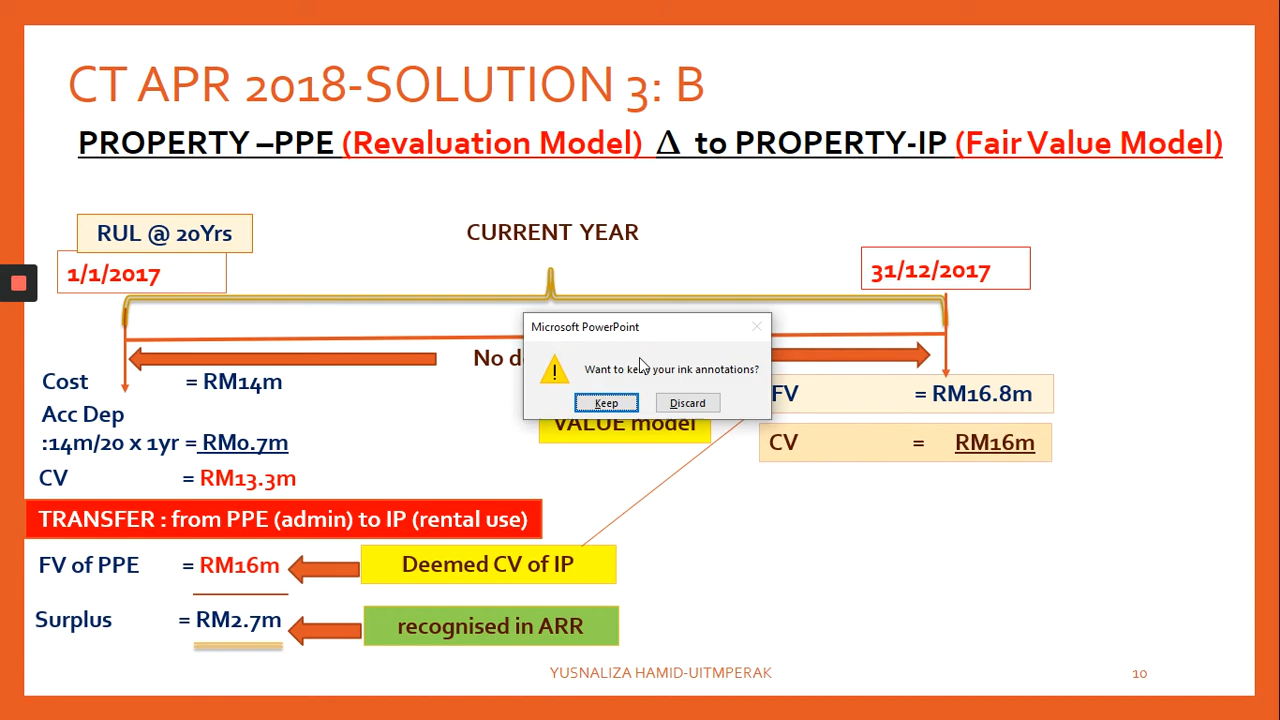 CT APR 2018-SOLUTION 3: B
PROPERTY –PPE (Revaluation Model) Δ to PROPERTY-IP (Fair Value Model)
RUL @ 20Yrs
CURRENT YEAR
1/1/2017
31/12/2017
Microsoft PowerPoint
Want to keep your ink annotations?
Keep
Discard
No
Cost = RM14m
Acc Dep
:14m/20 x 1yr = RM0.7m
CV = RM13.3m
VALUE model
FV = RM16.8m
CV = RM16m
TRANSFER : from PPE (admin) to IP (rental use)
FV of PPE = RM16m
Deemed CV of IP
Surplus = RM2.7m
recognised in ARR
YUSNALIZA HAMID-UITMPERAK
10